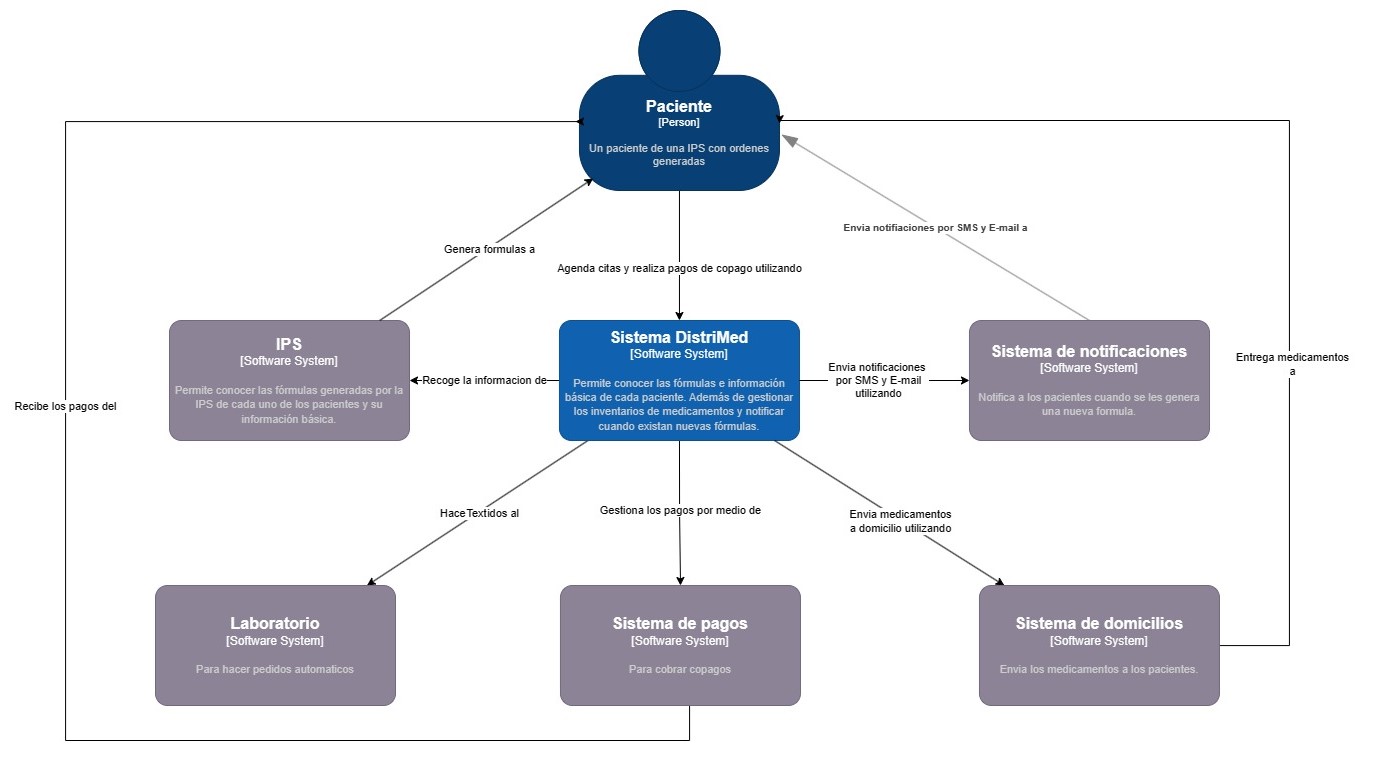 Paciente
[Person]
Un paciente de una IPS con ordenes
generadas
Envia notifiaciones por SMS y E-mail a
Genera formulas a
Agenda citas y realiza pagos de copago utilizando
IPS
[Software System]
Permite conocer las fórmulas generadas por la
IPS de cada uno de los pacientes y su
información básica.
Recoge la informacion de
Sistema DistriMed
[Software System]
Permite conocer las fórmulas e información
básica de cada paciente. Además de gestionar
los inventarios de medicamentos y notificar
cuando existan nuevas fórmulas.
Envia notificaciones
por SMS y E-mail
utilizando
Sistema de notificaciones
[Software System]
Notifica a los pacientes cuando se les genera
una nueva formula.
Entrega medicamentos
a
Recibe los pagos del
HaceTextidos al
Gestiona los pagos por medio de
Envia medicamentos
a domicilio utilizando
Laboratorio
[Software System]
Para hacer pedidos automaticos
Sistema de pagos
[Software System]
Para cobrar copagos
Sistema de domicilios
[Software System]
Envia los medicamentos a los pacientes.